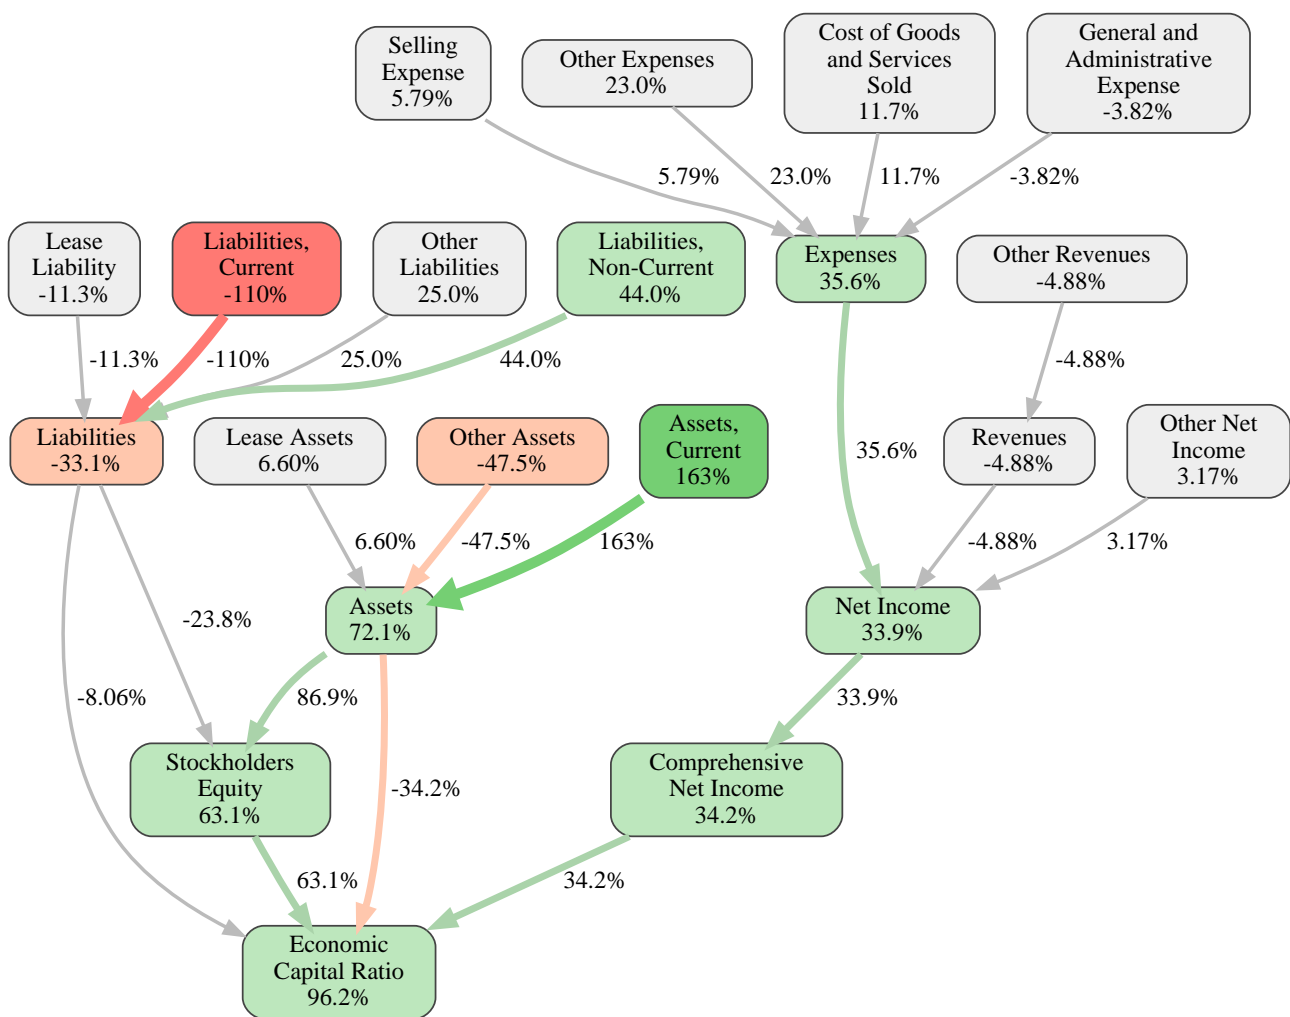 Selling
Expense
5.79%
Other Expenses
23.0%
Cost of Goods
and Services
Sold
11.7%
General and
Administrative
Expense
-3.82%
5.79%
23.0%
11.7%
-3.82%
Lease
Liability
-11.3%
Liabilities,
Current
-110%
Other
Liabilities
25.0%
Liabilities,
Non-Current
44.0%
Expenses
35.6%
Other Revenues
-4.88%
-11.3%
-110%
25.0%
44.0%
-4.88%
Liabilities
-33.1%
Lease Assets
6.60%
Other Assets
-47.5%
Assets,
Current
163%
35.6%
Revenues
-4.88%
Other Net
Income
3.17%
6.60%
-47.5%
163%
-4.88%
3.17%
Assets
72.1%
Net Income
33.9%
-23.8%
-8.06%
86.9%
33.9%
Stockholders
Equity
63.1%
-34.2%
Comprehensive
Net Income
34.2%
63.1%
34.2%
Economic
Capital Ratio
96.2%